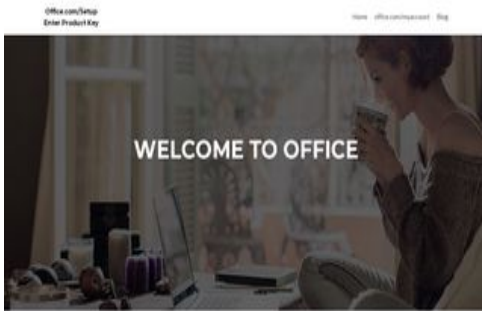 Office.com/Setup
Enter Product Key
Home office.com/myaccount Blog
WELCOME TO OFFICE